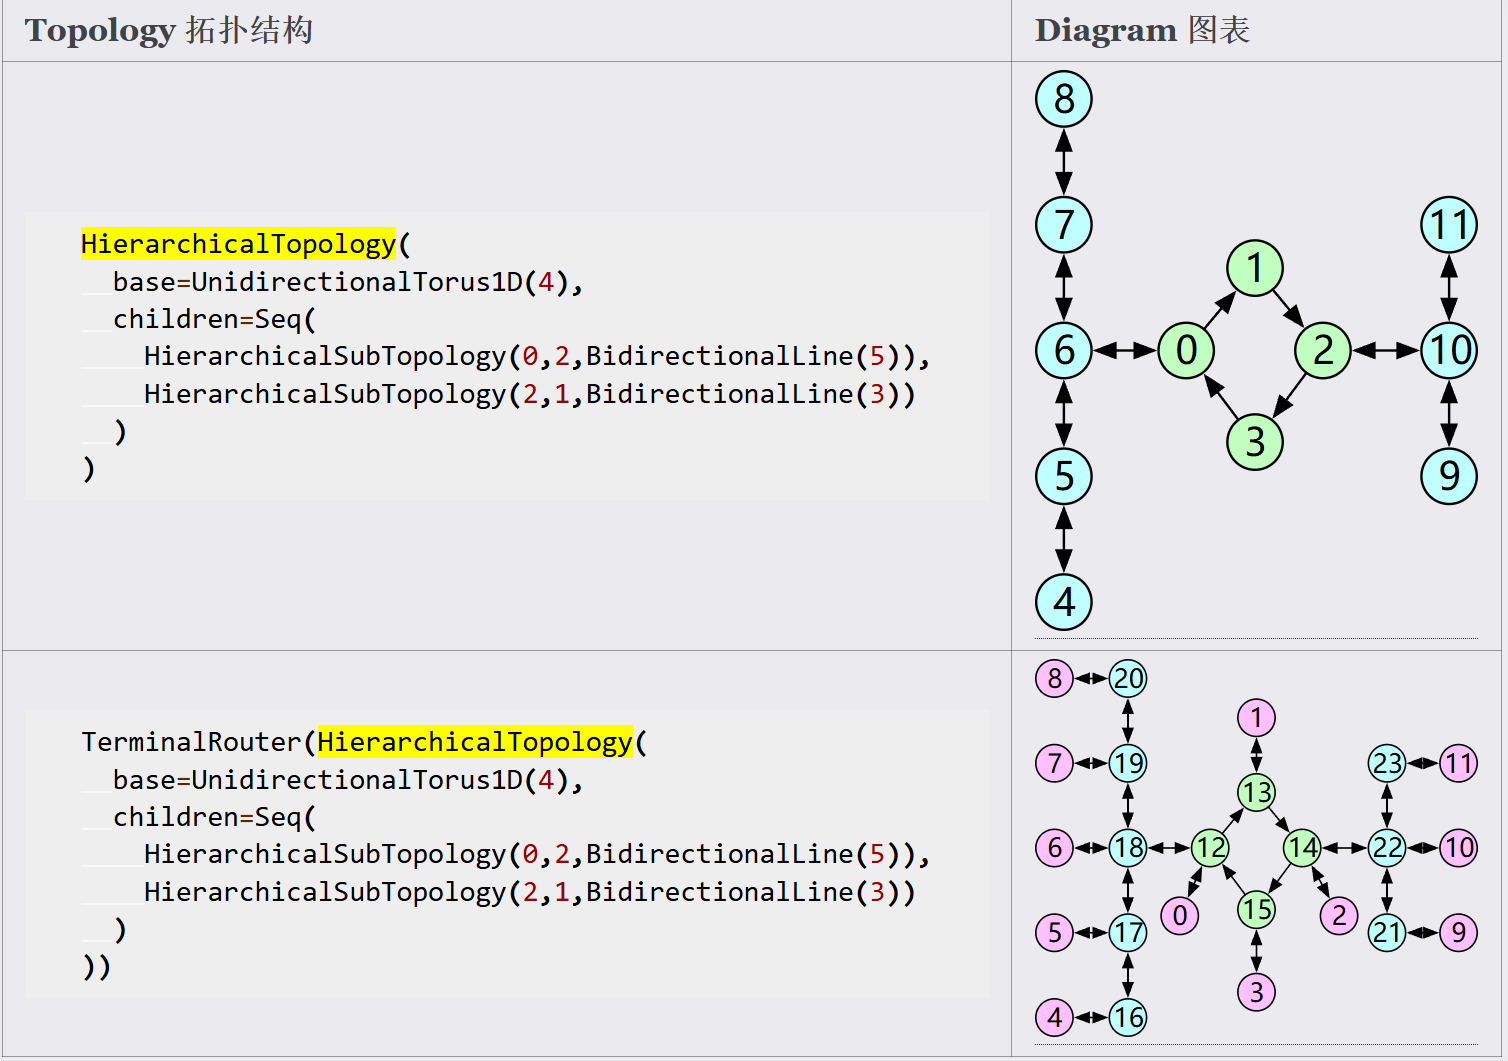 Topology 拓扑结构
Diagram 图表
HierarchicalTopology(
base=UnidirectionalTorus1D(4),
children=Seq(
HierarchicalSubTopology(0,2,BidirectionalLine(5)),
HierarchicalSubTopology(2,1,BidirectionalLine(3))
)
)
8
7
11
1
6
0
2
10
3
5
9
4
TerminalRouter(HierarchicalTopology(
base=UnidirectionalTorus1D(4),
children=Seq(
HierarchicalSubTopology(0,2,BidirectionalLine(5)),
HierarchicalSubTopology(2,1,BidirectionalLine(3))
)
))
8 20
1
7 19
23 11
13
6 18 12 14 22 10
0 15 2
5 17
21 9
3
4 16